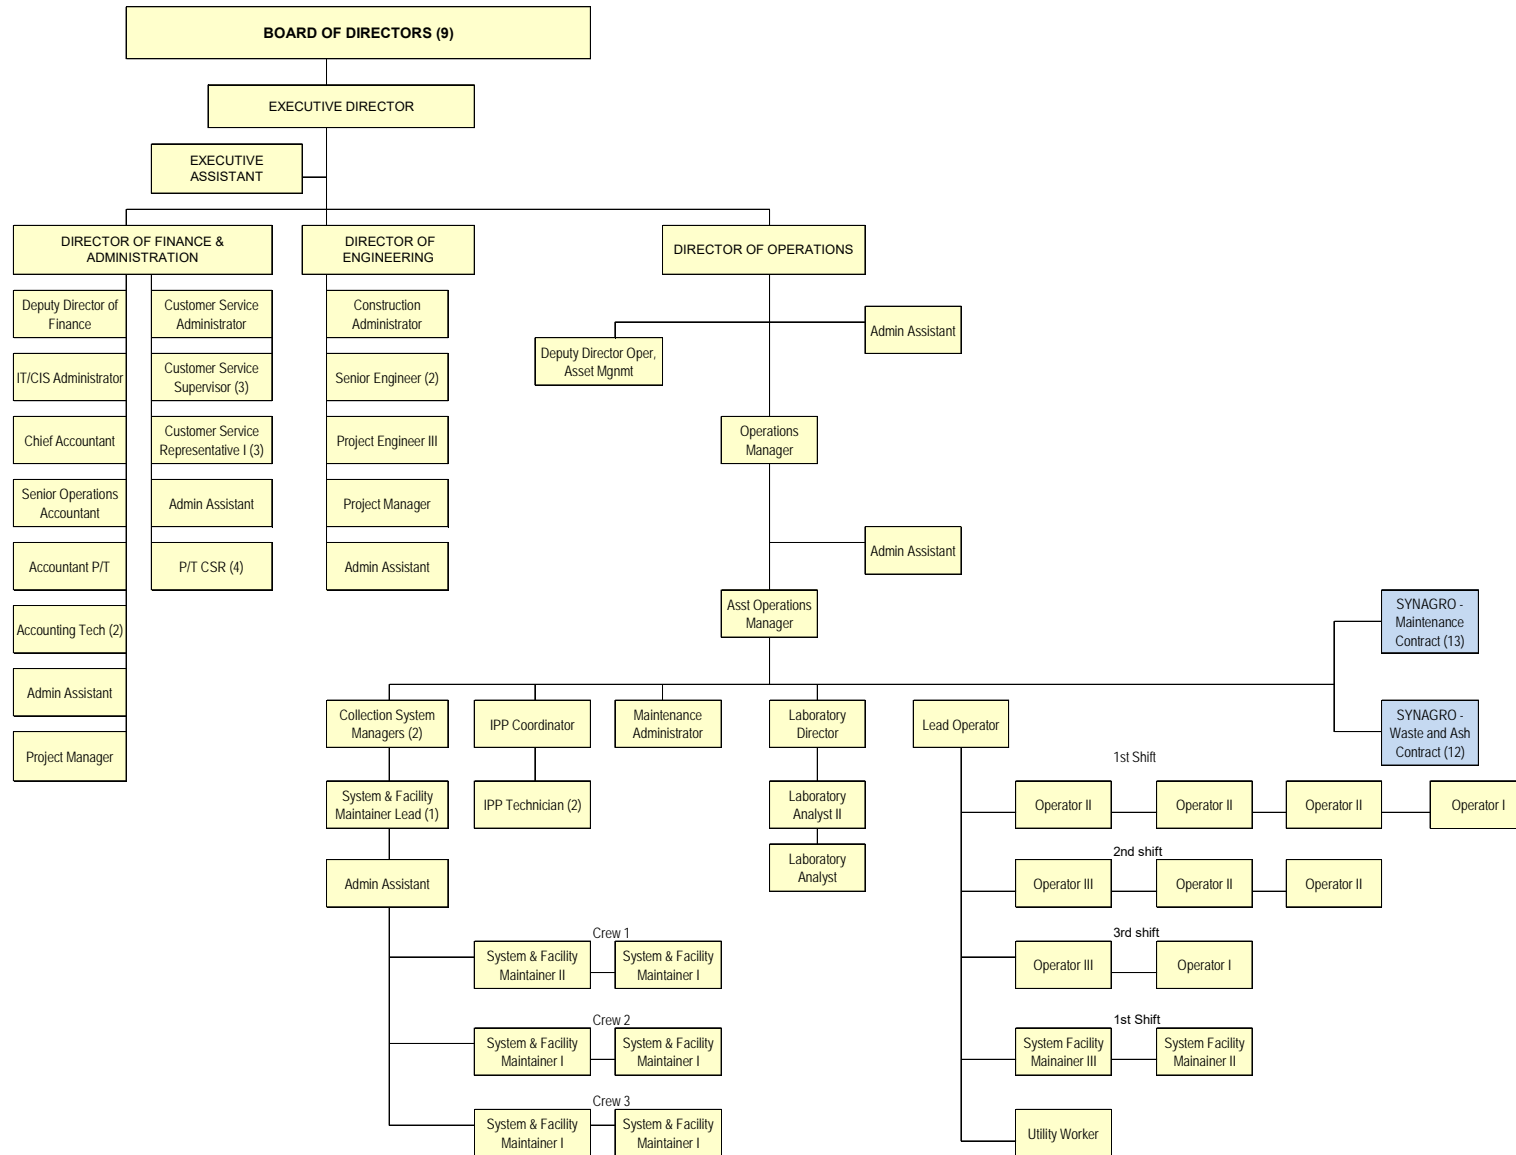 BOARD OF DIRECTORS (9)
EXECUTIVE DIRECTOR
EXECUTIVE
ASSISTANT
DIRECTOR OF FINANCE &
ADMINISTRATION
DIRECTOR OF
ENGINEERING
DIRECTOR OF OPERATIONS
Deputy Director of
Finance
Customer Service
Administrator
Construction
Administrator
Admin Assistant
Deputy Director Oper,
Asset Mgnmt
IT/CIS Administrator
Customer Service
Supervisor (3)
Senior Engineer (2)
Chief Accountant
Customer Service
Representative I (3)
Project Engineer III
Operations
Manager
Senior Operations
Accountant
Admin Assistant
Project Manager
Accountant P/T
P/T CSR (4)
Admin Assistant
Admin Assistant
Accounting Tech (2)
Asst Operations
Manager
SYNAGRO -
Maintenance
Contract (13)
Admin Assistant
Project Manager
Collection System
Managers (2)
IPP Coordinator
Maintenance
Administrator
Laboratory
Director
Lead Operator
SYNAGRO -
Waste and Ash
Contract (12)
1st Shift
System & Facility
Maintainer Lead (1)
IPP Technician (2)
Laboratory
Analyst II
Operator II
Operator II
Operator II
Operator I
Admin Assistant
Laboratory
Analyst
2nd shift
Operator III
Operator II
Operator II
Crew 1
System & Facility
Maintainer II
System & Facility
Maintainer I
3rd shift
Operator III
Operator I
Crew 2
System & Facility
Maintainer I
System & Facility
Maintainer I
1st Shift
System Facility
Mainainer III
System Facility
Mainainer II
Crew 3
System & Facility
Maintainer I
System & Facility
Maintainer I
Utility Worker